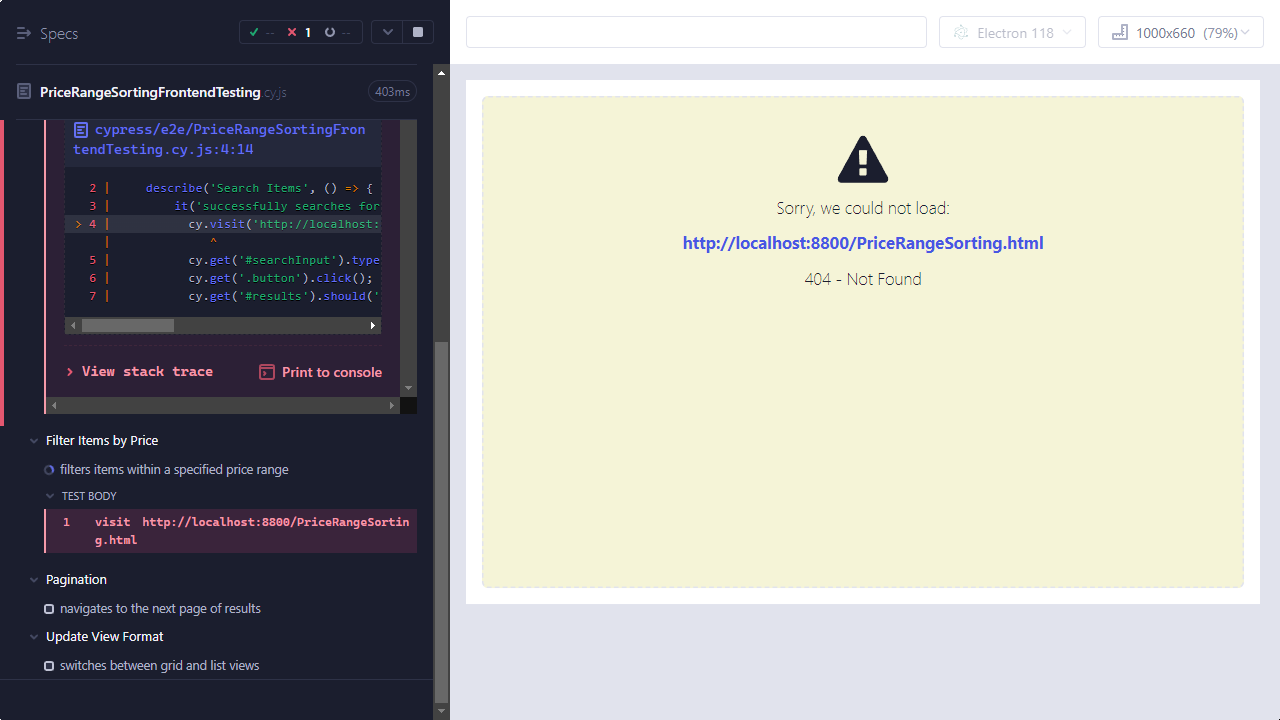 Specs
-- 1 --
PriceRangeSortingFrontendTesting.cy.js 403ms
cypress/e2e/PriceRangeSortingFron
tendTesting.cy.js:4:14
2 | describe('Search Items', () => {
3 | it('successfully searches for
> 4 | cy.visit('http://localhost:
| ^
5 | cy.get('#searchInput').type
6 | cy.get('.button').click();
7 | cy.get('#results').should('
> View stack trace
Print to console
Filter Items by Price
filters items within a specified price range
TEST BODY
1 visit http://localhost:8800/PriceRangeSortin
g.html
Pagination
navigates to the next page of results
Update View Format
switches between grid and list views
Electron 118
1000x660 (79%)
Sorry, we could not load:
http://localhost:8800/PriceRangeSorting.html
404 - Not Found